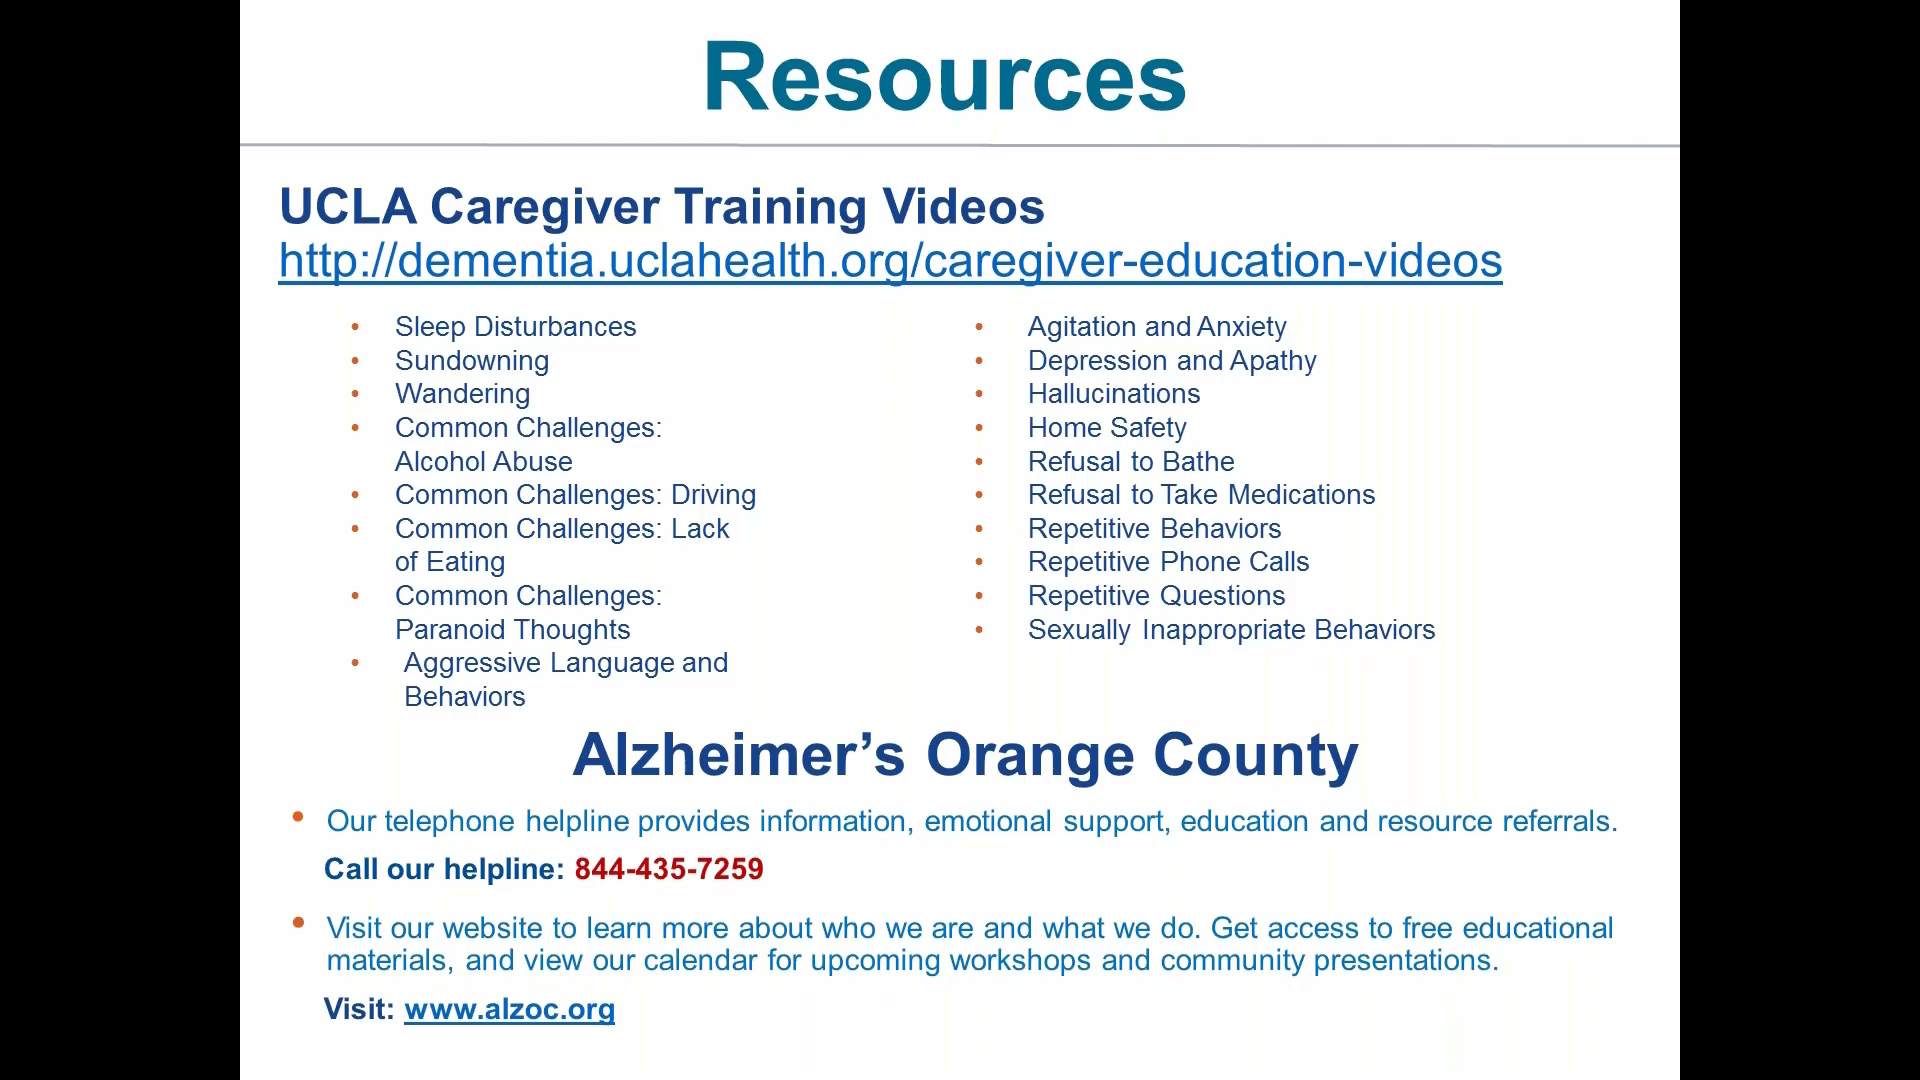 Resources
UCLA Caregiver Training Videos
http://dementia.uclahealth.org/caregiver-education-videos
• Sleep Disturbances
• Sundowning
• Wandering
• Common Challenges:
Alcohol Abuse
• Common Challenges: Driving
• Common Challenges: Lack
of Eating
• Common Challenges:
Paranoid Thoughts
• Aggressive Language and
Behaviors
• Agitation and Anxiety
• Depression and Apathy
• Hallucinations
• Home Safety
• Refusal to Bathe
• Refusal to Take Medications
• Repetitive Behaviors
• Repetitive Phone Calls
• Repetitive Questions
• Sexually Inappropriate Behaviors
Alzheimer’s Orange County
• Our telephone helpline provides information, emotional support, education and resource referrals.
Call our helpline: 844-435-7259
• Visit our website to learn more about who we are and what we do. Get access to free educational
materials, and view our calendar for upcoming workshops and community presentations.
Visit: www.alzoc.org